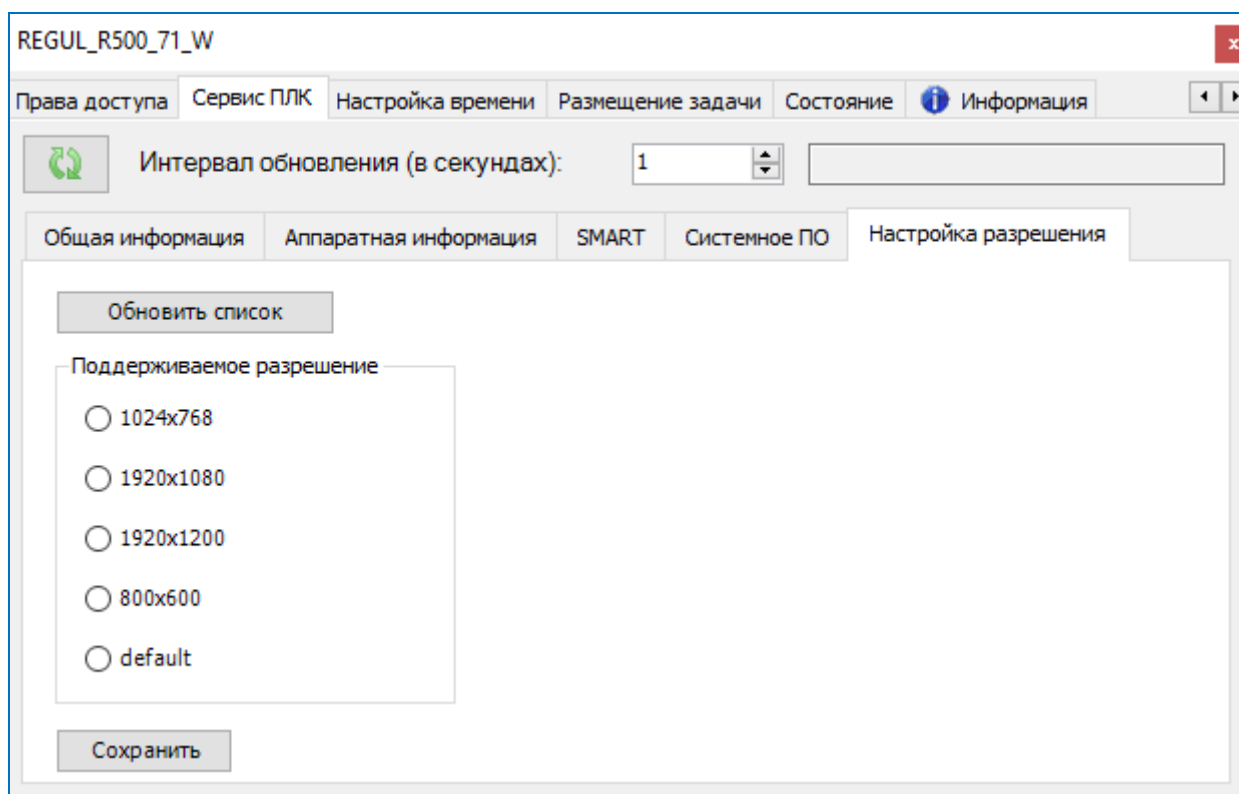 REGUL_R500_71_W
x
Права доступа Сервис ПЛК Настройка времени Размещение задачи Состояние Информация
Интервал обновления (в секундах): 1
Общая информация Аппаратная информация SMART Системное ПО Настройка разрешения
Обновить список
Поддерживаемое разрешение
1024x768
1920x1080
1920x1200
800x600
default
Сохранить